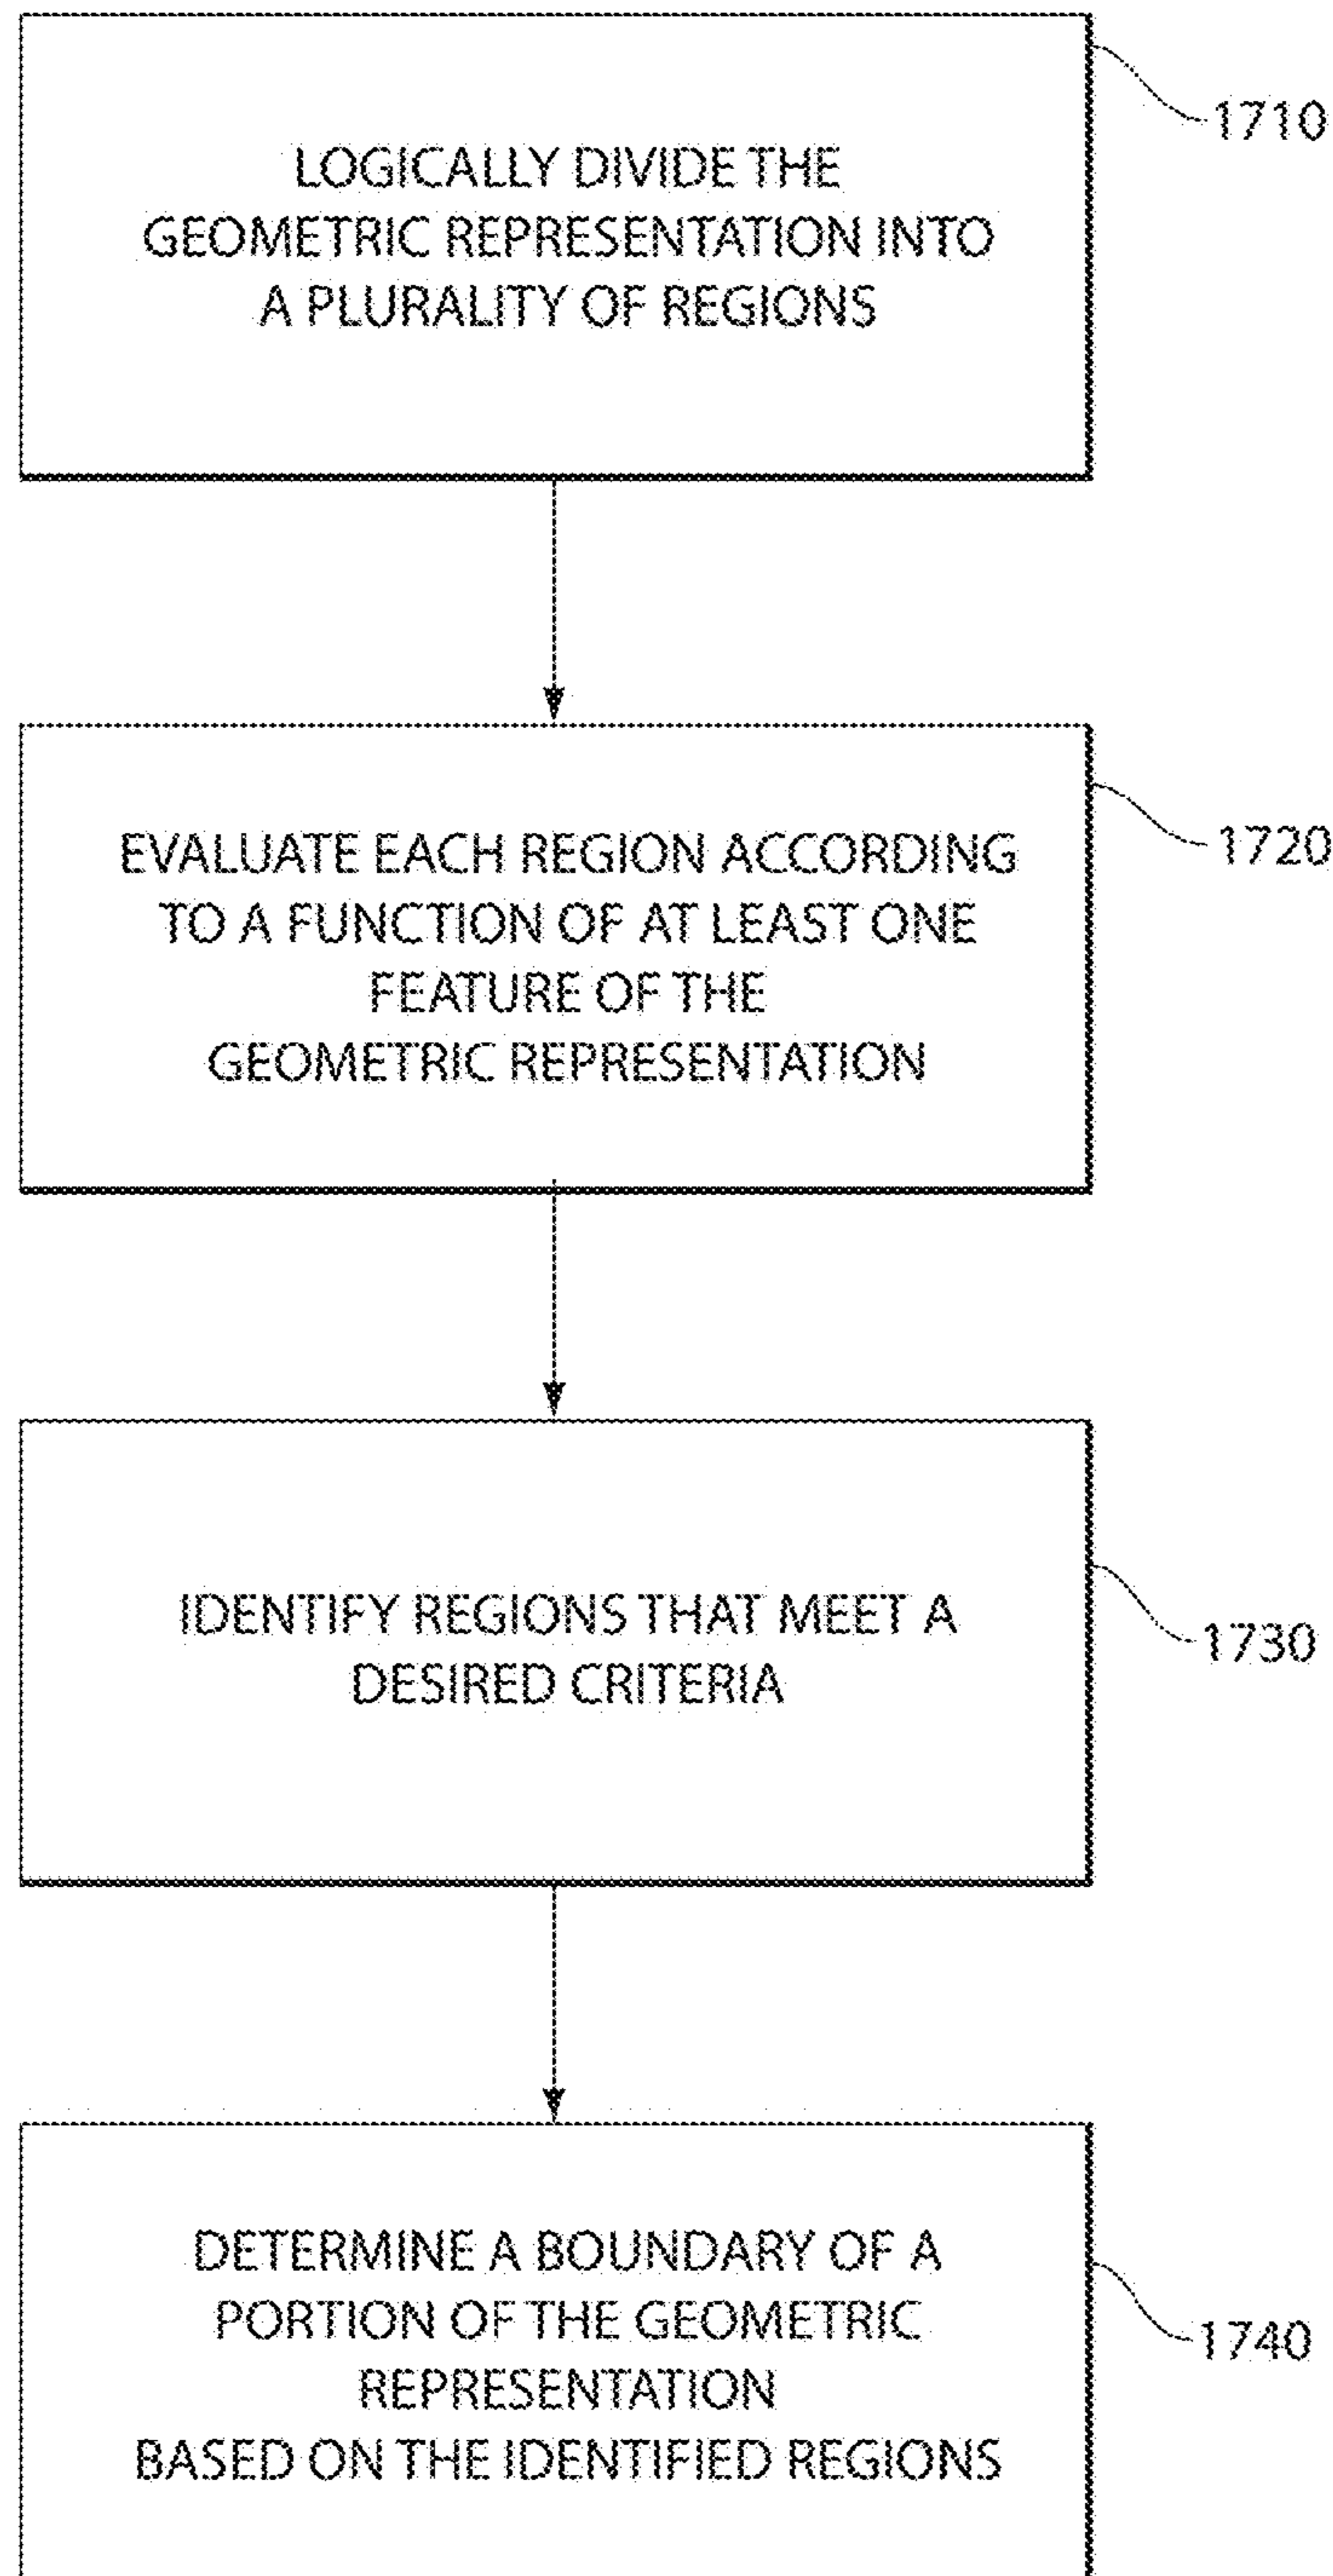 LOGICALLY DIVIDE THE
GEOMETRIC REPRESENTATION INTO
A PLURALITY OF REGIONS
1710
EVALUATE EACH REGION ACCORDING
TO A FUNCTION OF AT LEAST ONE
FEATURE OF THE
GEOMETRIC REPRESENTATION
1720
IDENTIFY REGIONS THAT MEET A
DESIRED CRITERIA
1730
DETERMINE A BOUNDARY OF A
PORTION OF THE GEOMETRIC
REPRESENTATION
BASED ON THE IDENTIFIED REGIONS
1740